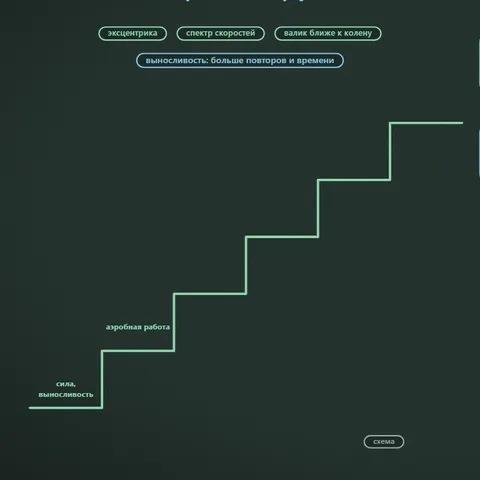 эксцентрика
спектр скоростей
валик ближе к колену
выносливость: больше повторов и времени
аэробная работа
сила,
выносливость
схема